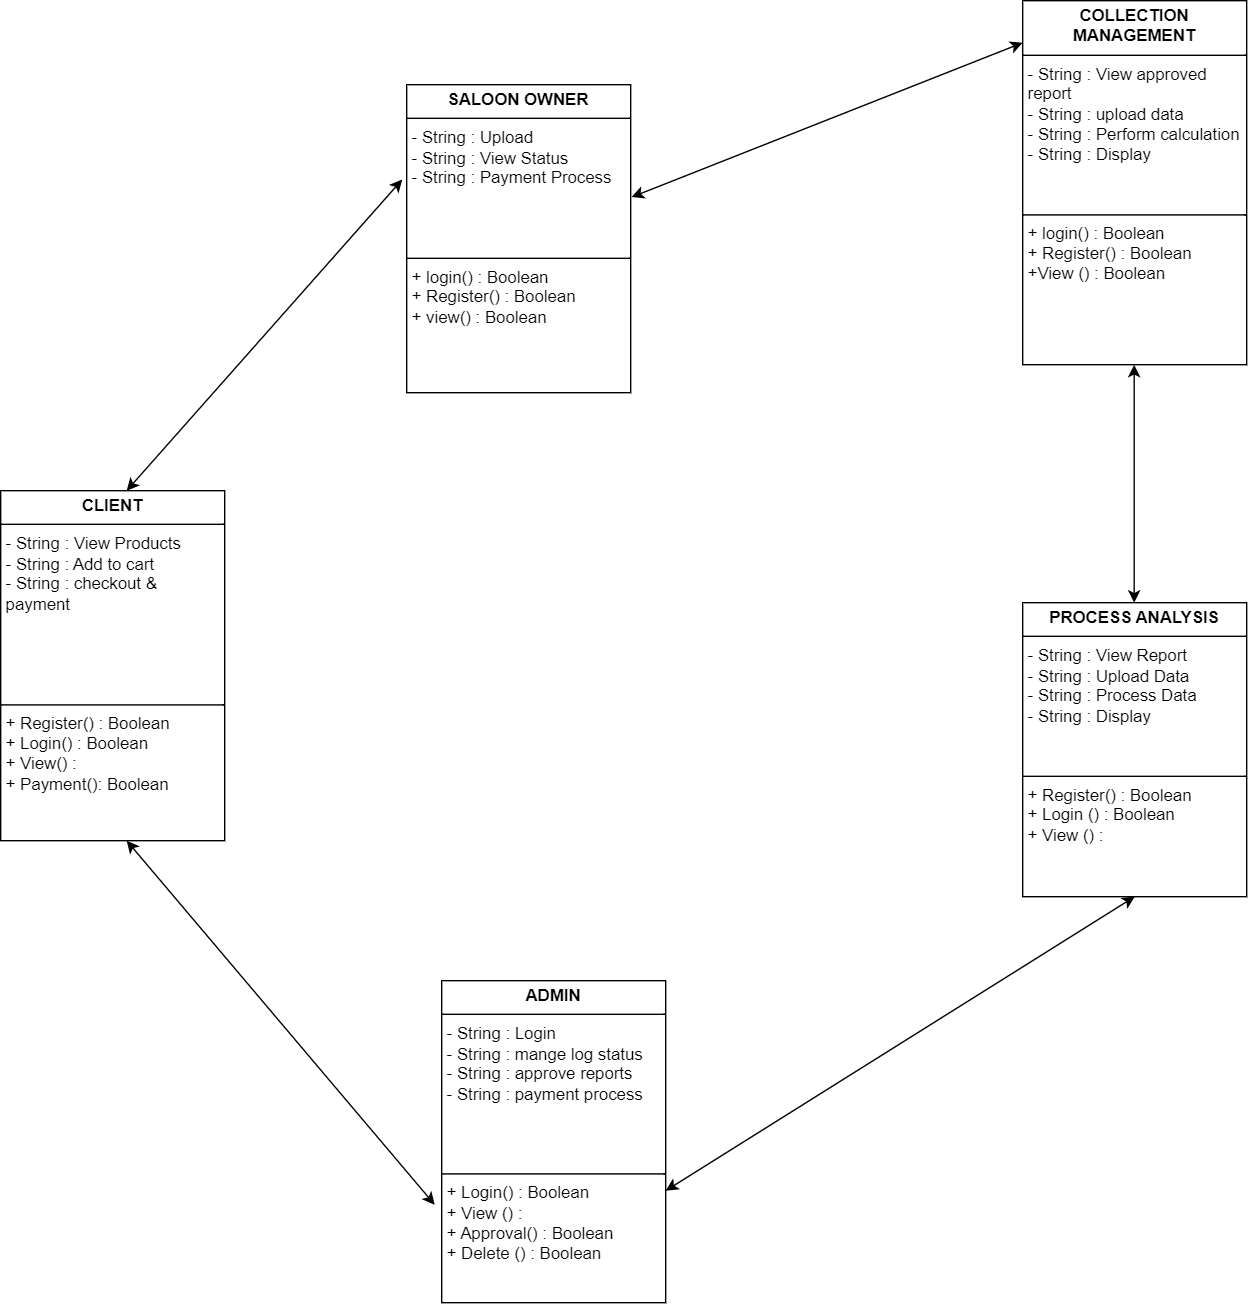 COLLECTION
MANAGEMENT
- String : View approved
report
- String : upload data
- String : Perform calculation
- String : Display
+ login() : Boolean
+ Register() : Boolean
+View () : Boolean
SALOON OWNER
- String : Upload
- String : View Status
- String : Payment Process
+ login() : Boolean
+ Register() : Boolean
+ view() : Boolean
CLIENT
- String : View Products
- String : Add to cart
- String : checkout &
payment
+ Register() : Boolean
+ Login() : Boolean
+ View() :
+ Payment(): Boolean
PROCESS ANALYSIS
- String : View Report
- String : Upload Data
- String : Process Data
- String : Display
+ Register() : Boolean
+ Login () : Boolean
+ View () :
ADMIN
- String : Login
- String : mange log status
- String : approve reports
- String : payment process
+ Login() : Boolean
+ View () :
+ Approval() : Boolean
+ Delete () : Boolean